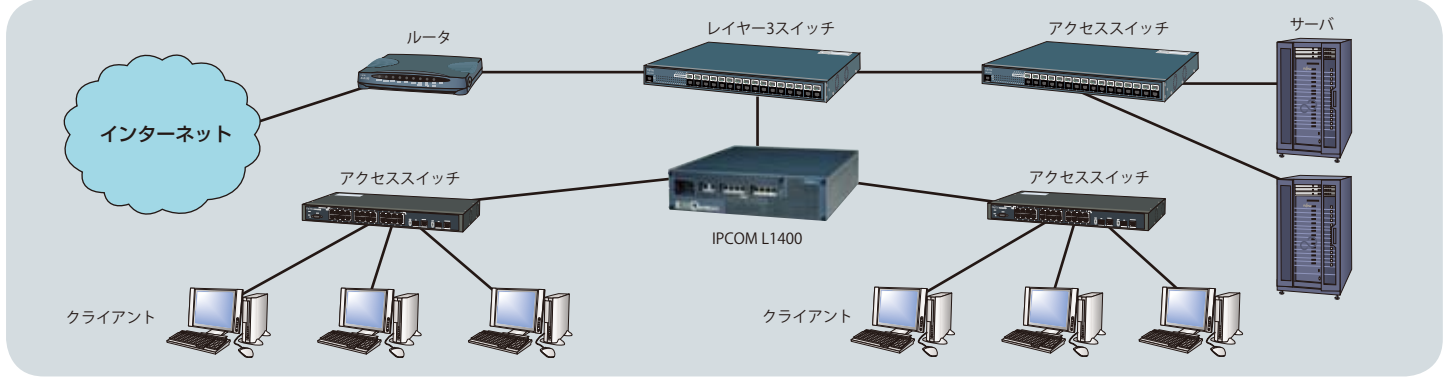 ルータ
レイヤー3スイッチ
アクセススイッチ
サーバ
インターネット
アクセススイッチ
IPCOM L1400
アクセススイッチ
クライアント
クライアント